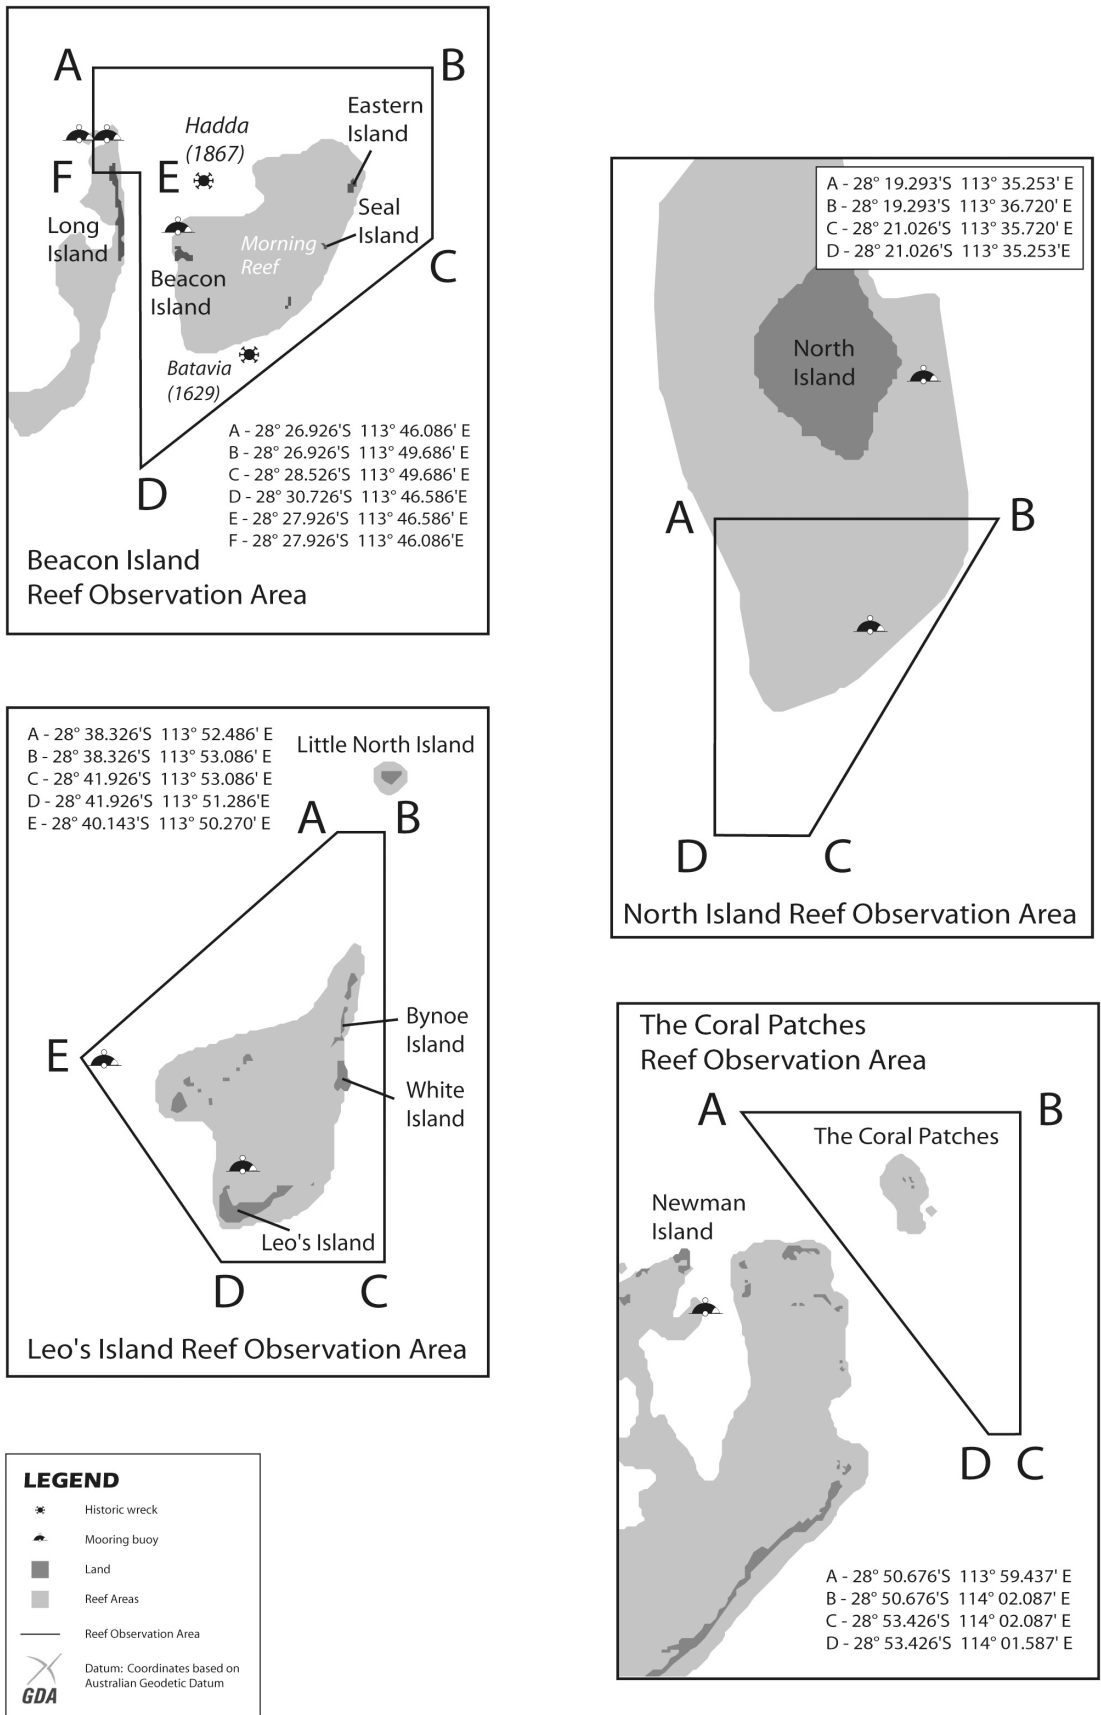 A
B
Eastern
Island
Hadda
(1867)
F
E
Seal
Island
Long
Island
Morning
Reef
C
Beacon
Island
Batavia
(1629)
A - 28° 26.926'S 113° 46.086' E
B - 28° 26.926'S 113° 49.686' E
C - 28° 28.526'S 113° 49.686' E
D - 28° 30.726'S 113° 46.586'E
E - 28° 27.926'S 113° 46.586' E
F - 28° 27.926'S 113° 46.086'E
D
Beacon Island
Reef Observation Area
A - 28° 19.293'S 113° 35.253' E
B - 28° 19.293'S 113° 36.720' E
C - 28° 21.026'S 113° 35.720' E
D - 28° 21.026'S 113° 35.253'E
North
Island
A
B
D
C
North Island Reef Observation Area
A - 28° 38.326'S 113° 52.486' E
B - 28° 38.326'S 113° 53.086' E
C - 28° 41.926'S 113° 53.086' E
D - 28° 41.926'S 113° 51.286'E
E - 28° 40.143'S 113° 50.270' E
Little North Island
A
B
Bynoe
Island
E
White
Island
Leo's Island
D
C
Leo's Island Reef Observation Area
The Coral Patches
Reef Observation Area
A
B
The Coral Patches
Newman
Island
D
C
A - 28° 50.676'S 113° 59.437' E
B - 28° 50.676'S 114° 02.087' E
C - 28° 53.426'S 114° 02.087' E
D - 28° 53.426'S 114° 01.587' E
LEGEND
Historic wreck
Mooring buoy
Land
Reef Areas
Reef Observation Area
Datum: Coordinates based on
Australian Geodetic Datum
GDA